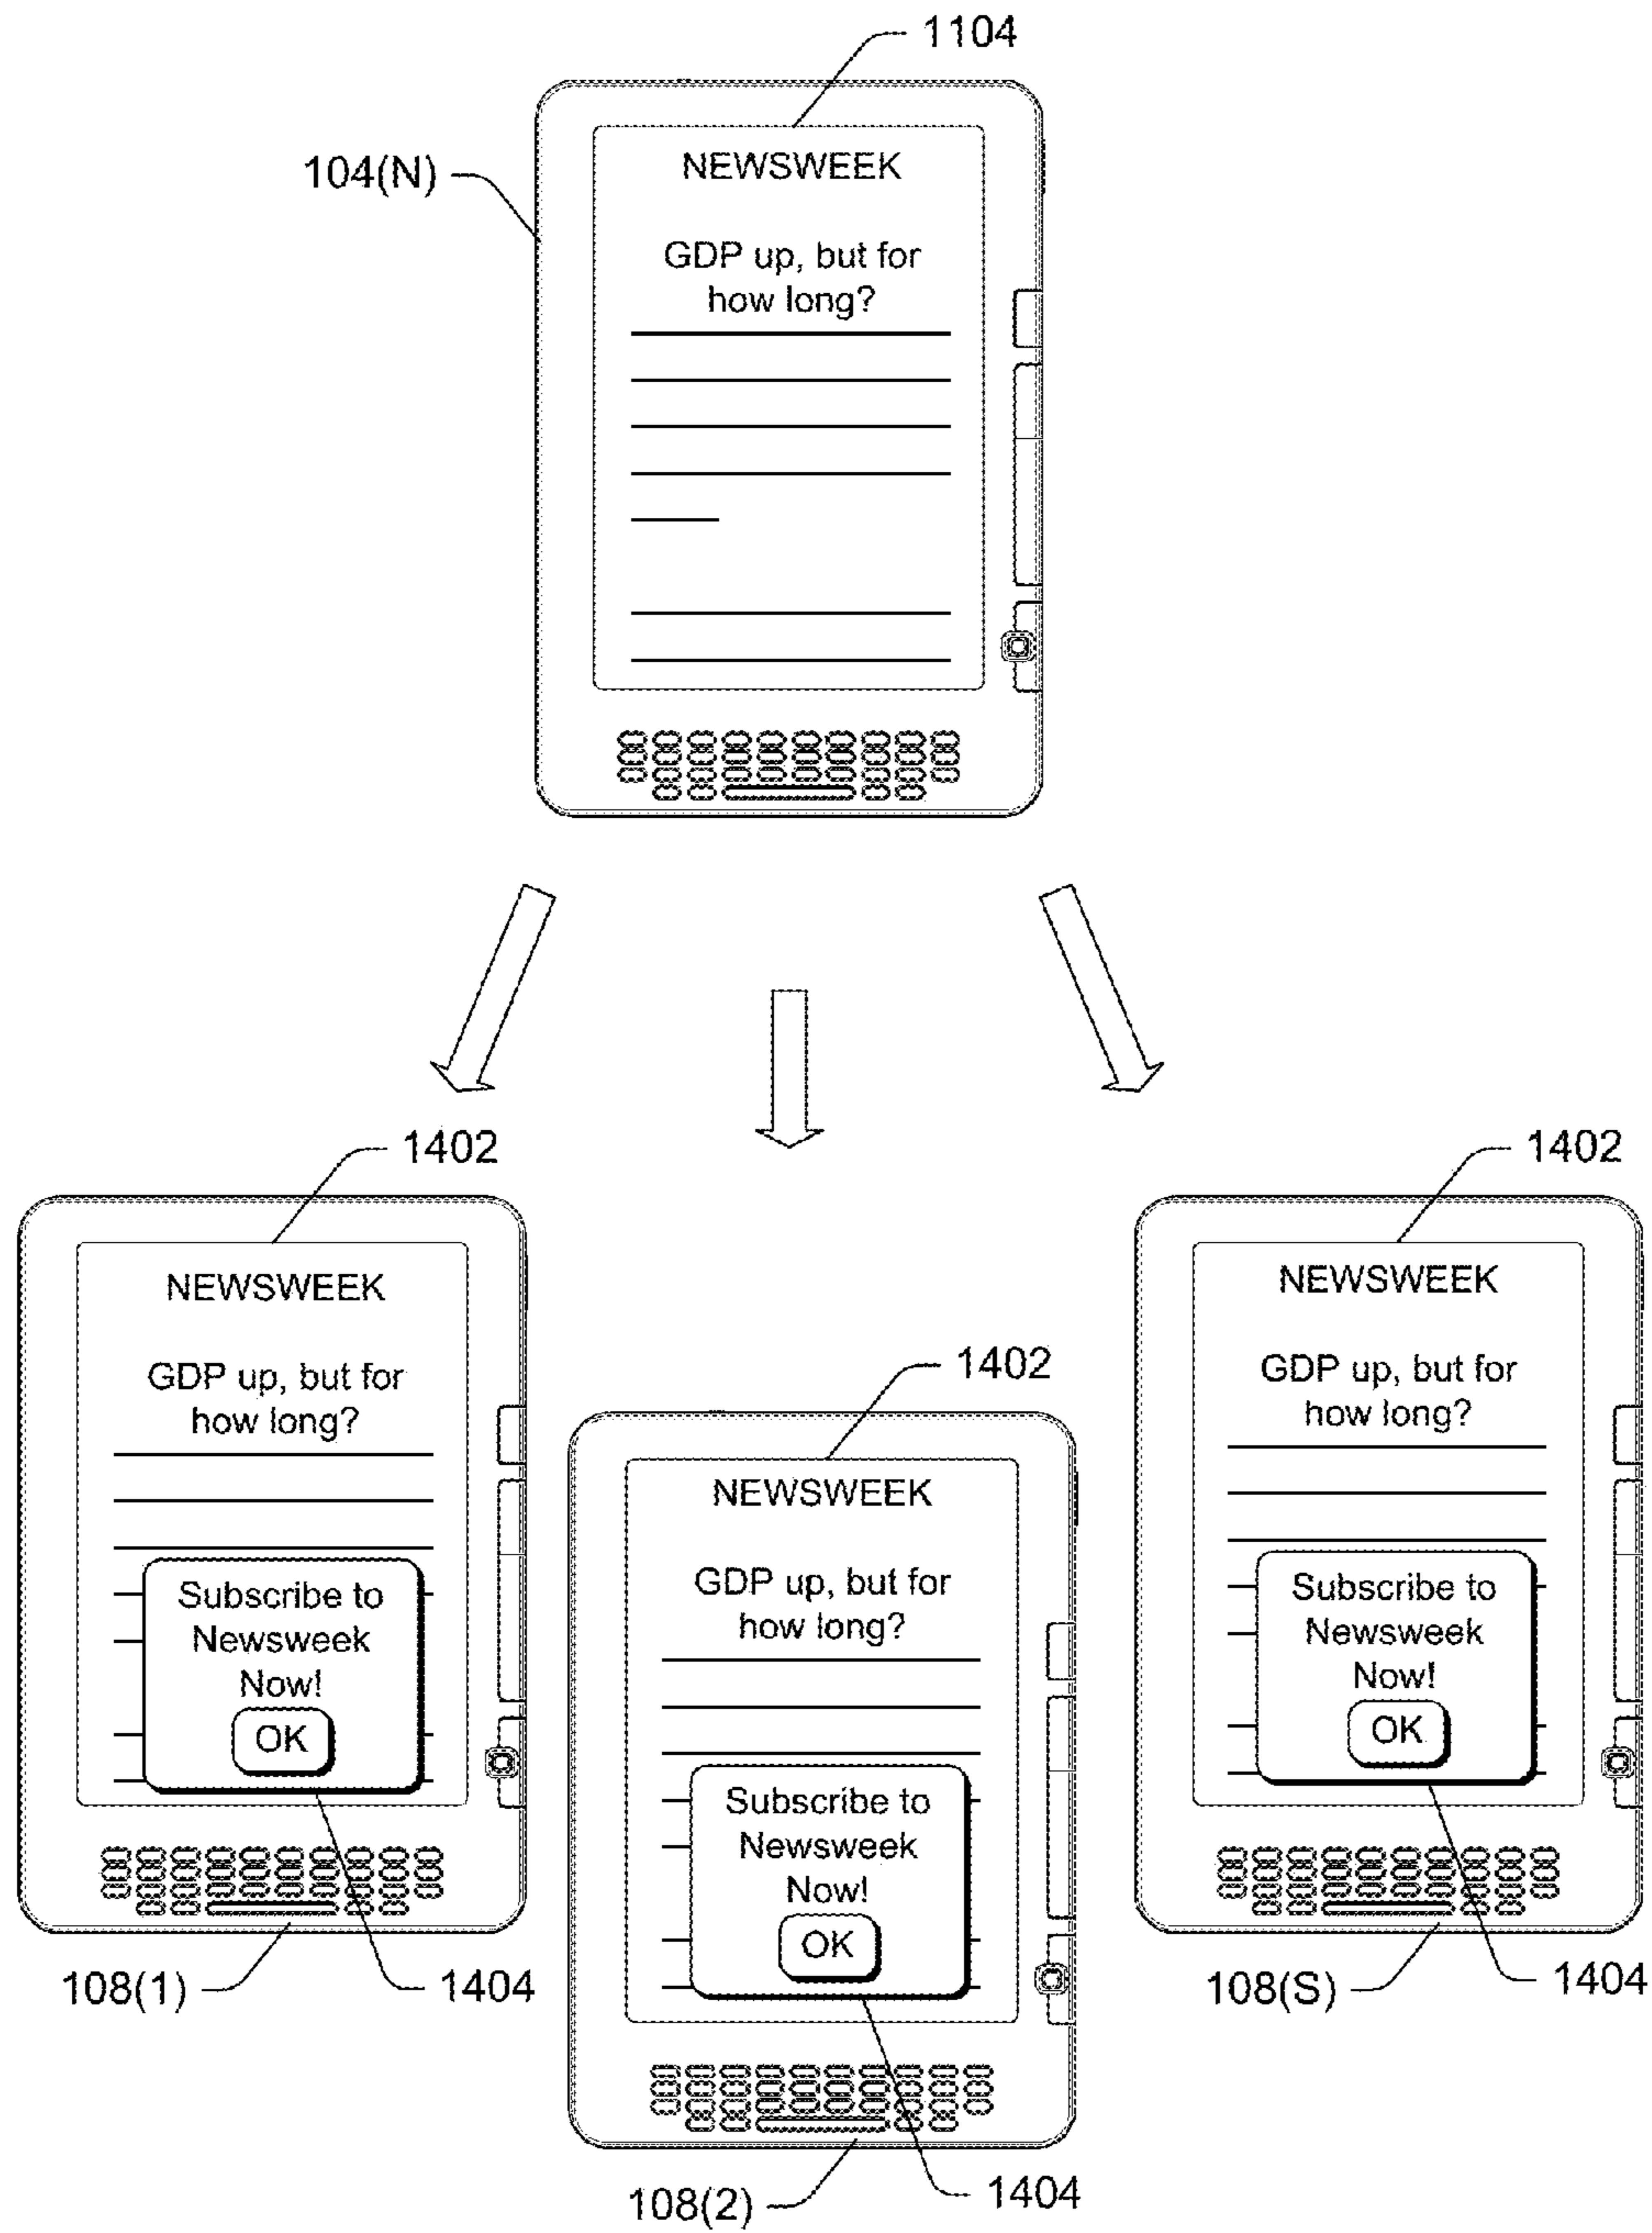 1104
104(N)
NEWSWEEK
GDP up, but for
how long?
1402
NEWSWEEK
GDP up, but for
how long?
Subscribe to
Newsweek
Now!
OK
108(1)
1404
1402
NEWSWEEK
GDP up, but for
how long?
Subscribe to
Newsweek
Now!
OK
108(2)
1404
1402
NEWSWEEK
GDP up, but for
how long?
Subscribe to
Newsweek
Now!
OK
108(S)
1404